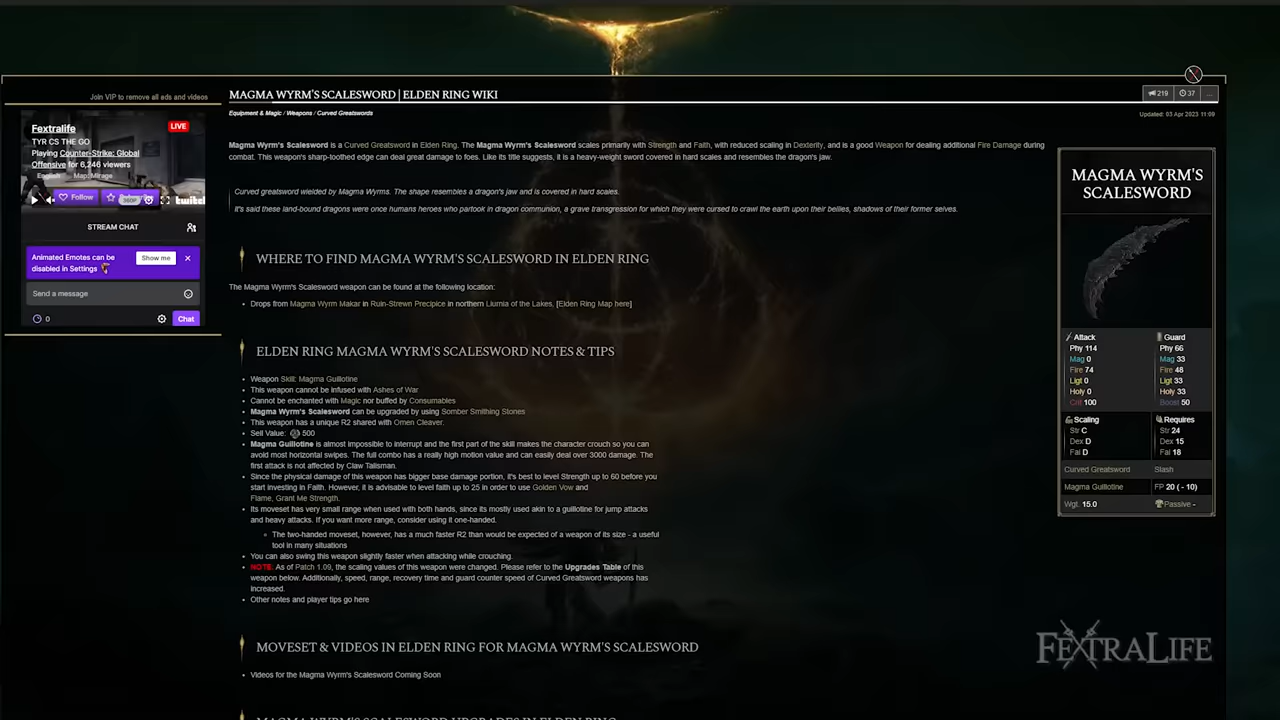 Join VIP to remove all ads and videos
Fextralife
LIVE
TYR CS THE GO
Playing Counter-Strike: Global
Offensive for 6,246 viewers
English Map: Mirage
Follow
360P
STREAM CHAT
Animated Emotes can be
disabled in Settings
Show me
Send a message
0
Chat
MAGMA WYRM'S SCALESWORD | ELDEN RING WIKI
219
37
...
Equipment & Magic / Weapons / Curved Greatswords
Updated: 03 Apr 2023 11:09
Magma Wyrm's Scalesword is a Curved Greatsword in Elden Ring. The Magma Wyrm's Scalesword scales primarily with Strength and Faith, with reduced scaling in Dexterity, and is a good Weapon for dealing additional Fire Damage during
combat. This weapon's sharp-toothed edge can deal great damage to foes. Like its title suggests, it is a heavy-weight sword covered in hard scales and resembles the dragon's jaw.
Curved greatsword wielded by Magma Wyrms. The shape resembles a dragon's jaw and is covered in hard scales.
It's said these land-bound dragons were once humans heroes who partook in dragon communion, a grave transgression for which they were cursed to crawl the earth upon their bellies, shadows of their former selves.
WHERE TO FIND MAGMA WYRM'S SCALESWORD IN ELDEN RING
The Magma Wyrm's Scalesword weapon can be found at the following location:
Drops from Magma Wyrm Makar in Ruin-Strewn Precipice in northern Liurnia of the Lakes, [Elden Ring Map here]
ELDEN RING MAGMA WYRM'S SCALESWORD NOTES & TIPS
Weapon Skill: Magma Guillotine
This weapon cannot be infused with Ashes of War
Cannot be enchanted with Magic nor buffed by Consumables
Magma Wyrm's Scalesword can be upgraded by using Somber Smithing Stones
This weapon has a unique R2 shared with Omen Cleaver.
Sell Value: 500
Magma Guillotine is almost impossible to interrupt and the first part of the skill makes the character crouch so you can
avoid most horizontal swipes. The full combo has a really high motion value and can easily deal over 3000 damage. The
first attack is not affected by Claw Talisman.
Since the physical damage of this weapon has bigger base damage portion, it's best to level Strength up to 60 before you
start investing in Faith. However, it is advisable to level faith up to 25 in order to use Golden Vow and
Flame, Grant Me Strength.
Its moveset has very small range when used with both hands, since its mostly used akin to a guillotine for jump attacks
and heavy attacks. If you want more range, consider using it one-handed.
The two-handed moveset, however, has a much faster R2 than would be expected of a weapon of its size - a useful
tool in many situations
You can also swing this weapon slightly faster when attacking while crouching.
NOTE: As of Patch 1.09, the scaling values of this weapon were changed. Please refer to the Upgrades Table of this
weapon below. Additionally, speed, range, recovery time and guard counter speed of Curved Greatsword weapons has
increased.
Other notes and player tips go here
MOVESET & VIDEOS IN ELDEN RING FOR MAGMA WYRM'S SCALESWORD
Videos for the Magma Wyrm's Scalesword Coming Soon
MAGMA WYRM'S SCALESWORD UPGRADES IN ELDEN RING
MAGMA WYRM'S
SCALESWORD
Attack Guard
Phy 114 Phy 66
Mag 0 Mag 33
Fire 74 Fire 48
Ligt 0 Ligt 33
Holy 0 Holy 33
Crit 100 Boost 50
Scaling Requires
Str C Str 24
Dex D Dex 15
Fai D Fai 18
Curved Greatsword Slash
Magma Guillotine FP 20 ( - 10)
Wgt. 15.0 Passive -
FEXTRALIFE